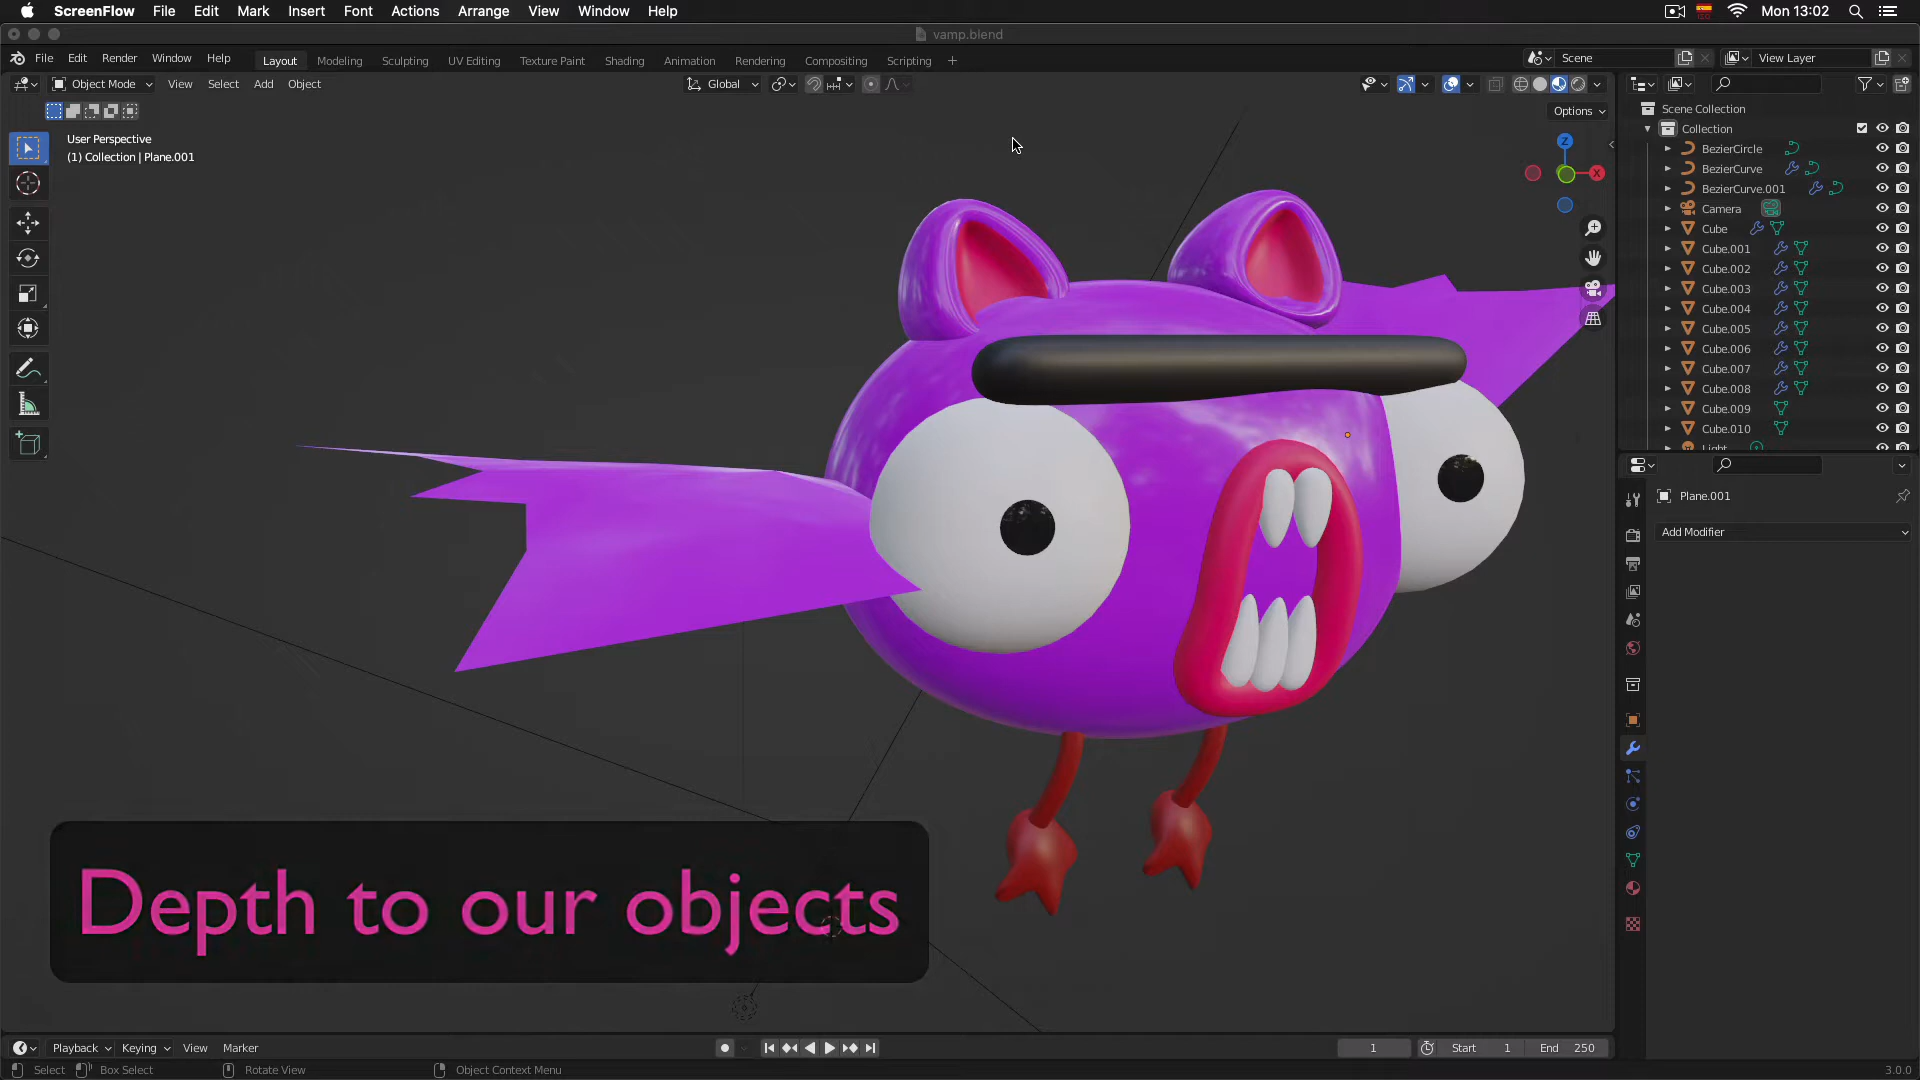 ScreenFlow File Edit Mark Insert Font Actions Arrange View Window Help Mon 13:02
vamp.blend
File Edit Render Window Help Layout Modeling Sculpting UV Editing Texture Paint Shading Animation Rendering Compositing Scripting + Scene View Layer
Object Mode View Select Add Object Global
Options
User Perspective
(1) Collection | Plane.001
Z
X
Scene Collection
Collection
BezierCircle
BezierCurve
BezierCurve.001
Camera
Cube
Cube.001
Cube.002
Cube.003
Cube.004
Cube.005
Cube.006
Cube.007
Cube.008
Cube.009
Cube.010
Light
Plane.001
Add Modifier
Depth to our objects
Playback Keying View Marker 1 Start 1 End 250
Select Box Select Rotate View Object Context Menu 3.0.0